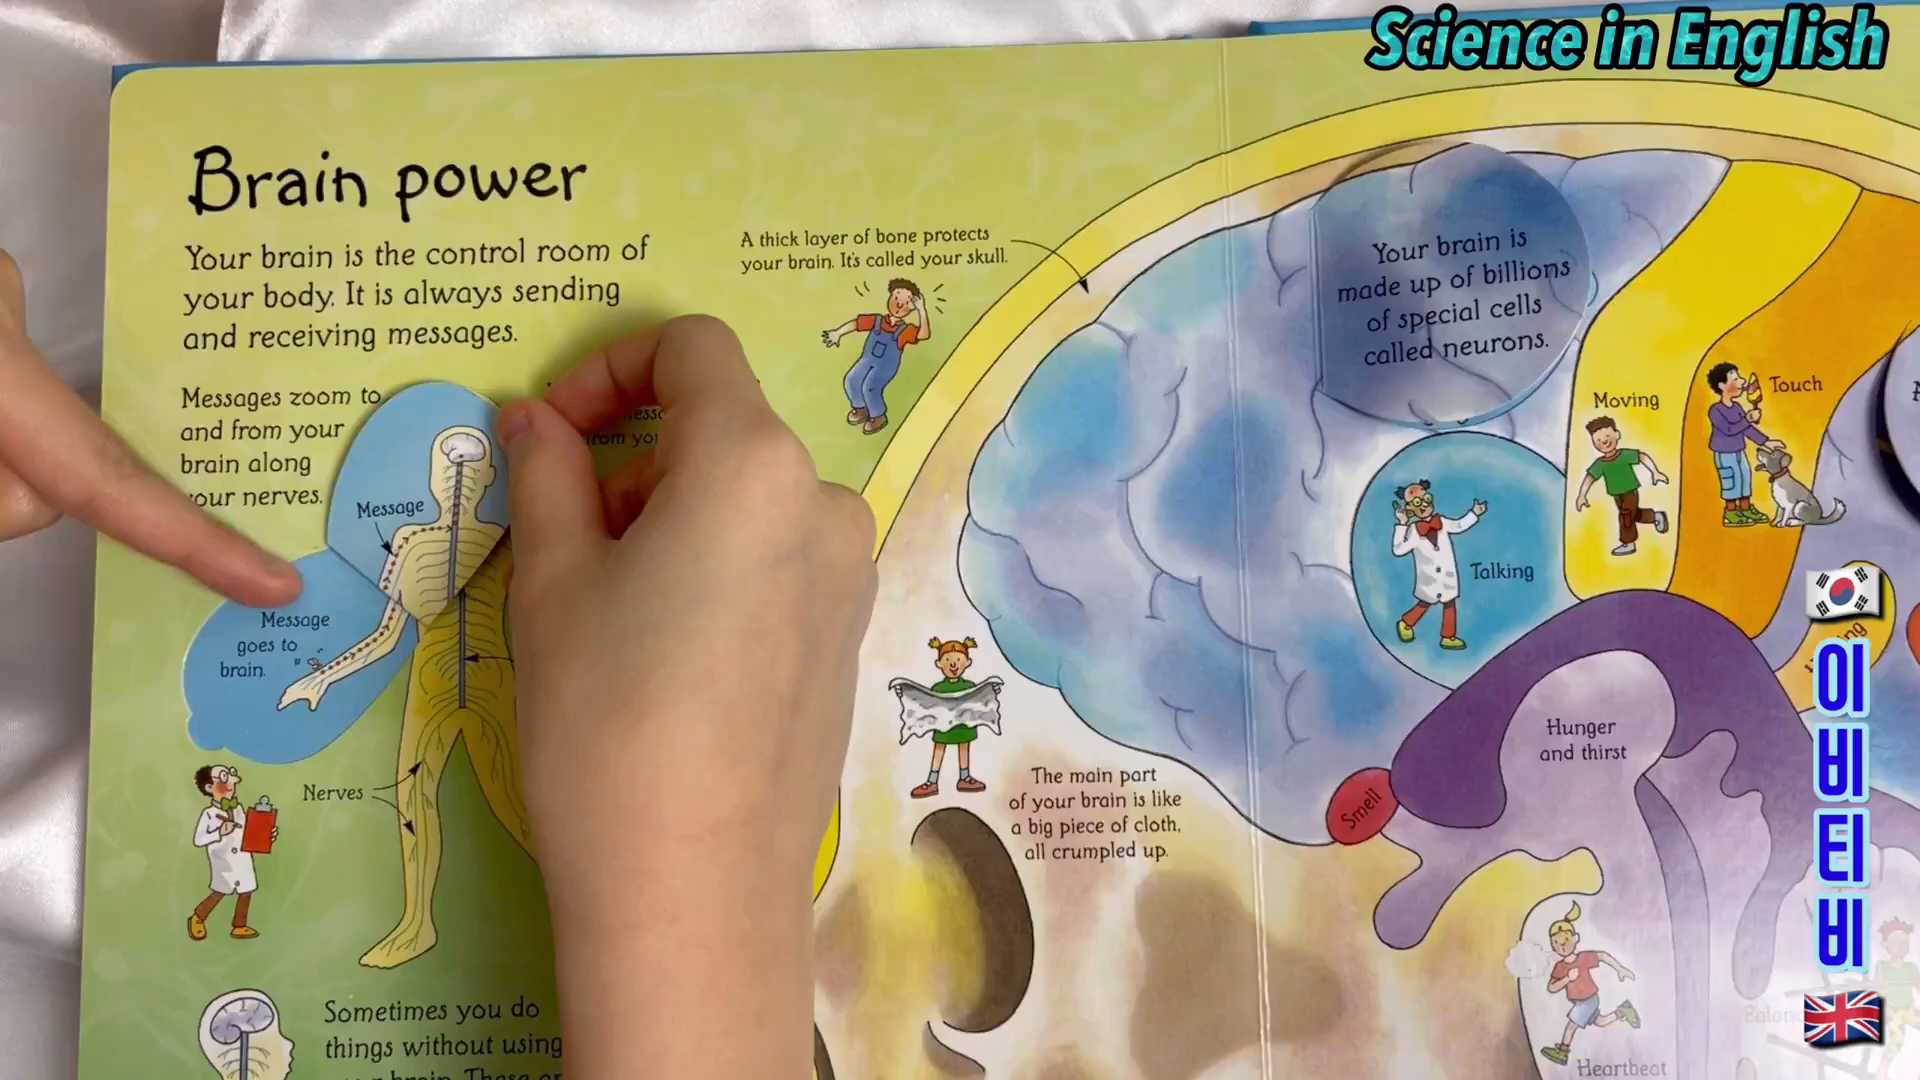 Science in English
Brain power
Your brain is the control room of
your body. It is always sending
and receiving messages.
Messages zoom to
and from your
brain along
your nerves.
Message
Message
goes to
brain.
Nerves
Sometimes you do
things without using
A thick layer of bone protects
your brain. It's called your skull.
The main part
of your brain is like
a big piece of cloth,
all crumpled up.
Your brain is
made up of billions
of special cells
called neurons.
Moving
Touch
Talking
Hunger
and thirst
Smell
Heartbeat
이비티비